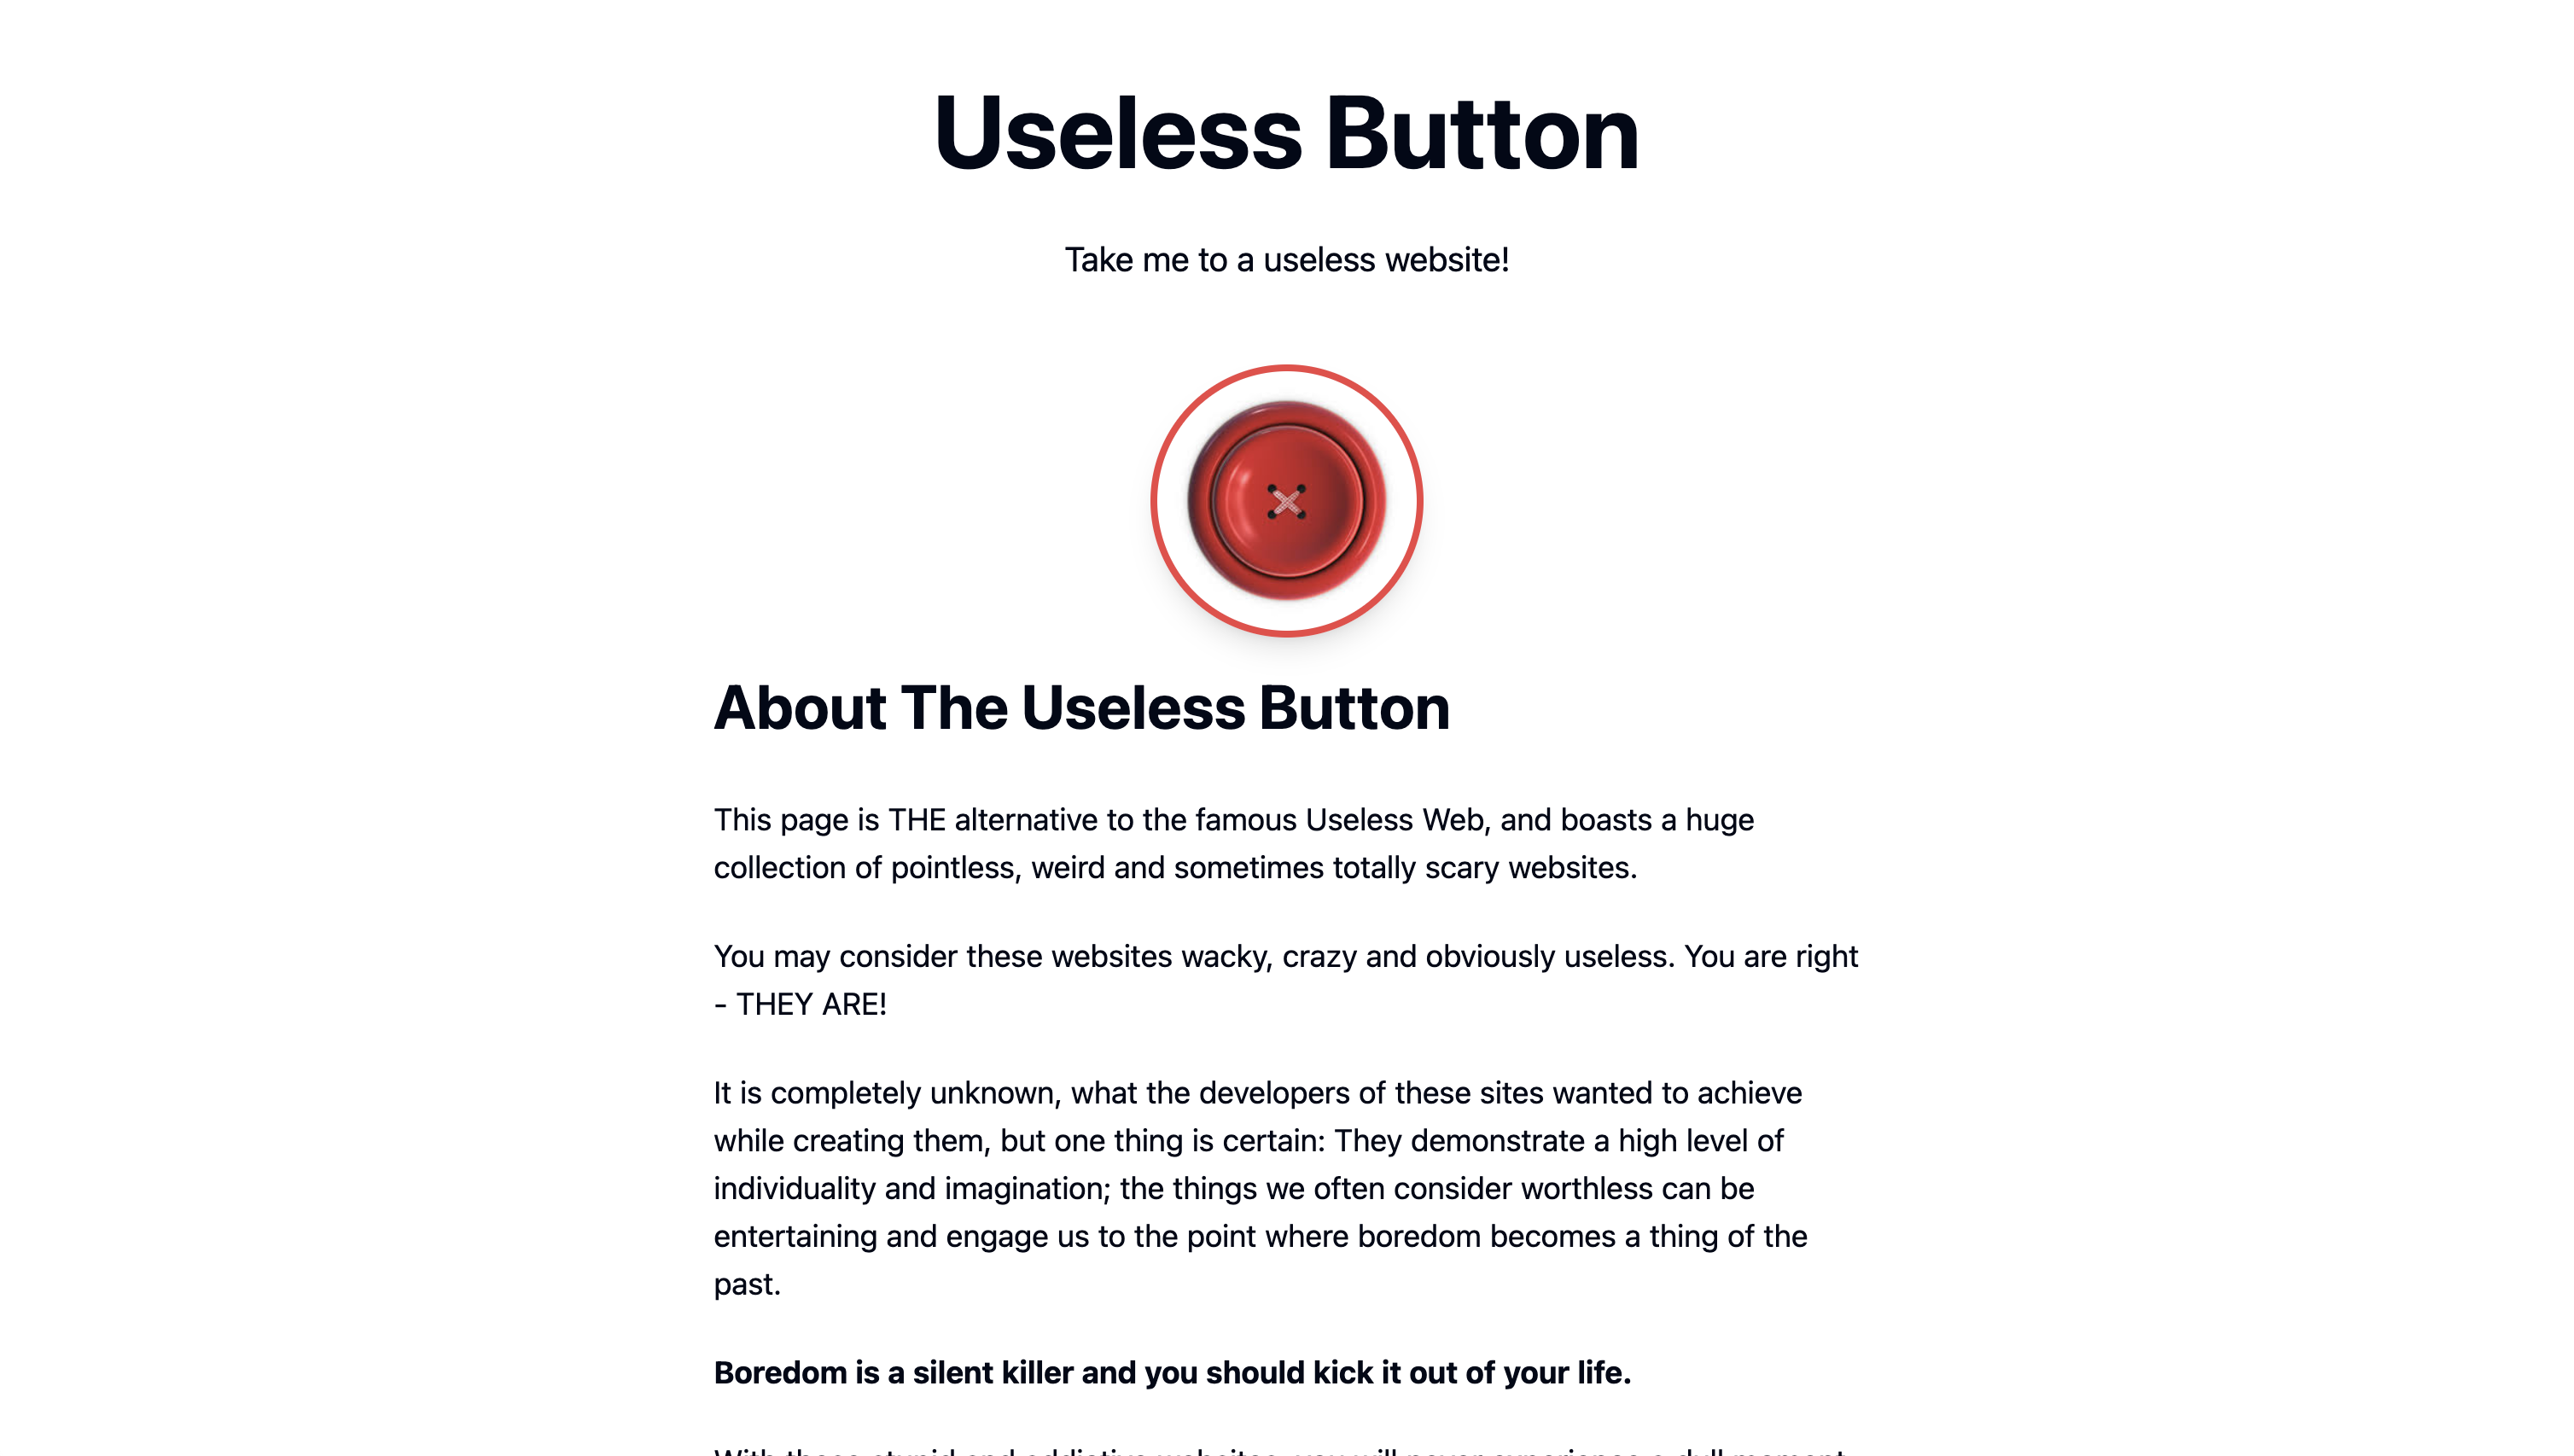 Useless Button
Take me to a useless website!
About The Useless Button
This page is THE alternative to the famous Useless Web, and boasts a huge
collection of pointless, weird and sometimes totally scary websites.
You may consider these websites wacky, crazy and obviously useless. You are right
- THEY ARE!
It is completely unknown, what the developers of these sites wanted to achieve
while creating them, but one thing is certain: They demonstrate a high level of
individuality and imagination; the things we often consider worthless can be
entertaining and engage us to the point where boredom becomes a thing of the
past.
Boredom is a silent killer and you should kick it out of your life.